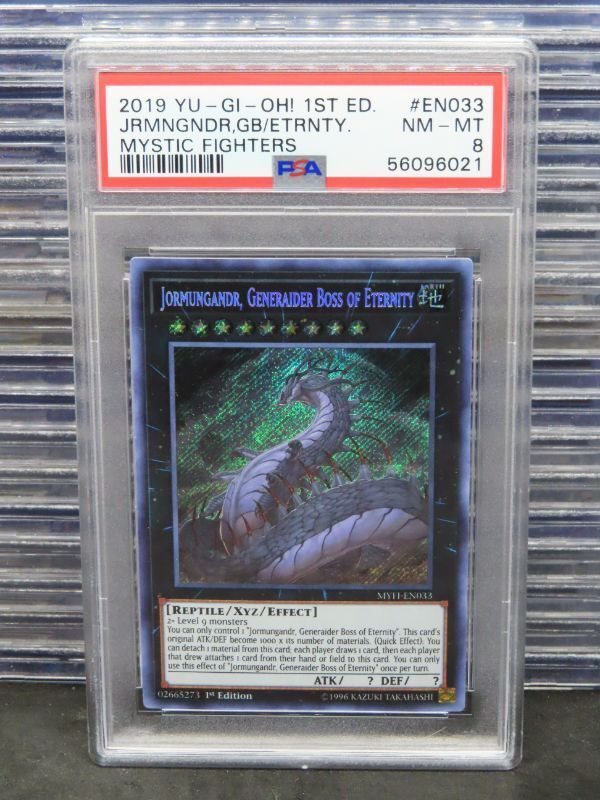 2019 YU-GI-OH! 1ST ED. #EN033
JRMNGNDR,GB/ETRNTY. NM-MT
MYSTIC FIGHTERS 8
PSA 56096021
JORMUNGANDR, GENERAIDER BOSS OF ETERNITY
EARTH
地
MYFI-EN033
[REPTILE/XYZ/EFFECT]
2+ Level 9 monsters
You can only control 1 "Jormungandr, Generaider Boss of Eternity". This card's
original ATK/DEF become 1000 x its number of materials. (Quick Effect): You
can detach 1 material from this card; each player draws 1 card, then each player
that drew attaches 1 card from their hand or field to this card. You can only
use this effect of "Jormungandr, Generaider Boss of Eternity" once per turn.
ATK/ ? DEF/ ?
02665273 1st Edition ©1996 KAZUKI TAKAHASHI